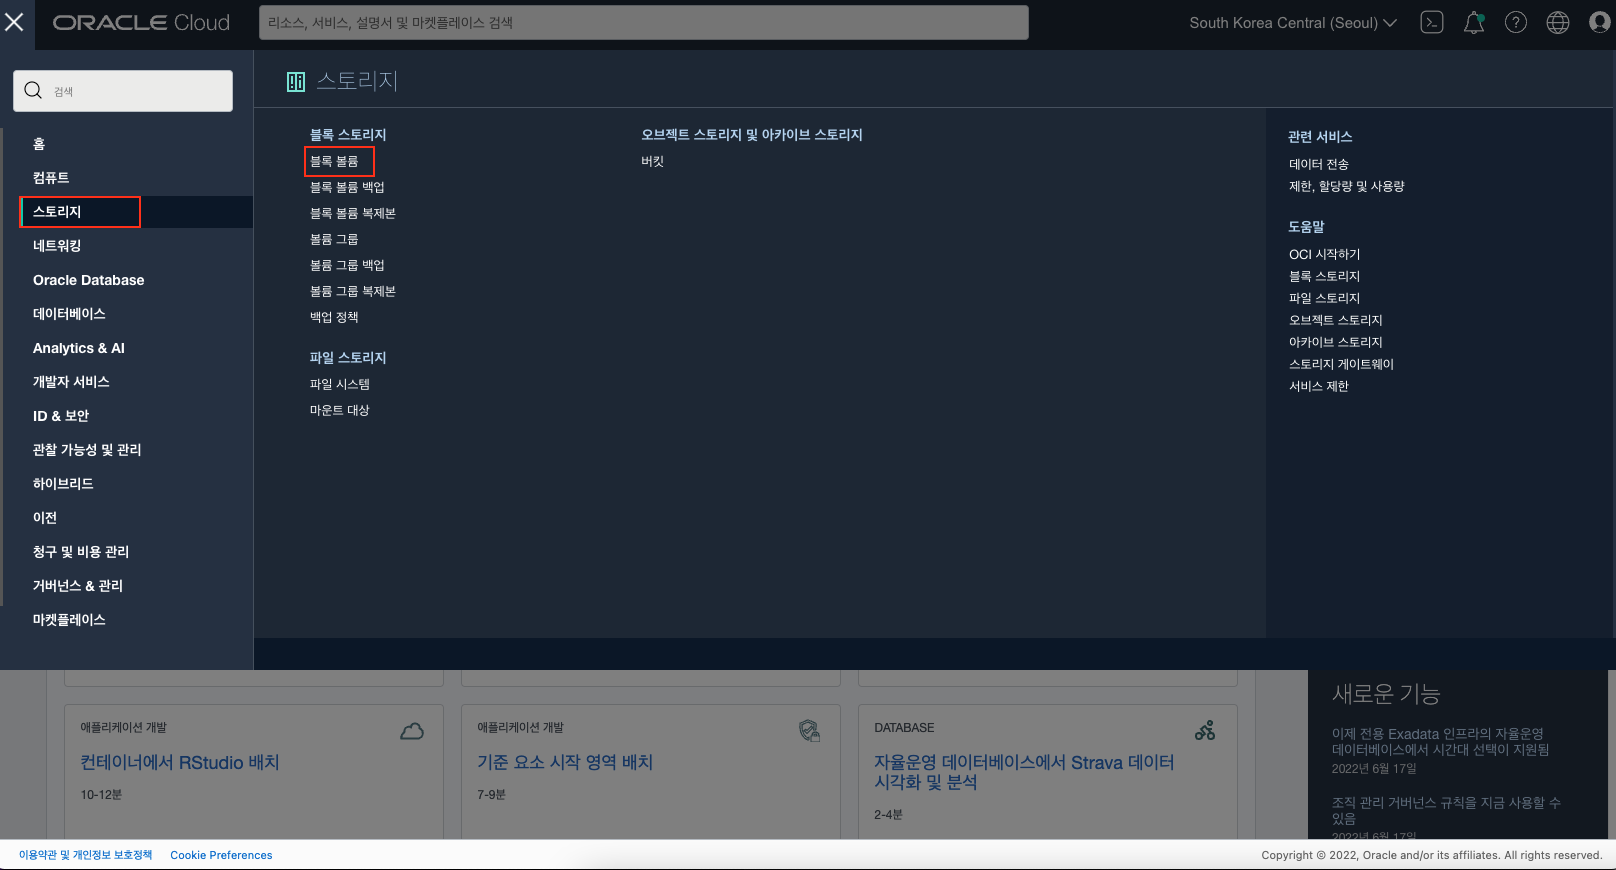 ORACLE Cloud
리소스, 서비스, 설명서 및 마켓플레이스 검색
South Korea Central (Seoul)
검색
홈
컴퓨트
스토리지
네트워킹
Oracle Database
데이터베이스
Analytics & AI
개발자 서비스
ID & 보안
관찰 가능성 및 관리
하이브리드
이전
청구 및 비용 관리
거버넌스 & 관리
마켓플레이스
스토리지
블록 스토리지
블록 볼륨
블록 볼륨 백업
블록 볼륨 복제본
볼륨 그룹
볼륨 그룹 백업
볼륨 그룹 복제본
백업 정책
파일 스토리지
파일 시스템
마운트 대상
오브젝트 스토리지 및 아카이브 스토리지
버킷
관련 서비스
데이터 전송
제한, 할당량 및 사용량
도움말
OCI 시작하기
블록 스토리지
파일 스토리지
오브젝트 스토리지
아카이브 스토리지
스토리지 게이트웨이
서비스 제한
애플리케이션 개발
컨테이너에서 RStudio 배치
10-12분
애플리케이션 개발
기준 요소 시작 영역 배치
7-9분
DATABASE
자율운영 데이터베이스에서 Strava 데이터
시각화 및 분석
2-4분
새로운 기능
이제 전용 Exadata 인프라의 자율운영
데이터베이스에서 시간대 선택이 지원됨
2022년 6월 17일
조직 관리 거버넌스 규칙을 지금 사용할 수
있음
2022년 6월 17일
이용약관 및 개인정보 보호정책
Cookie Preferences
Copyright © 2022, Oracle and/or its affiliates. All rights reserved.